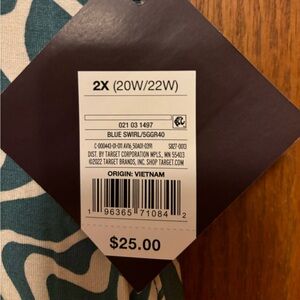 2X (20W/22W)
021 03 1497
BLUE SWIRL/5GGR40
DIST. BY TARGET CORPORATION MPLS., MN 55403
©2022 TARGET BRANDS, INC. SHOP TARGET.COM
ORIGIN: VIETNAM
1 96365 71084 2
$25.00